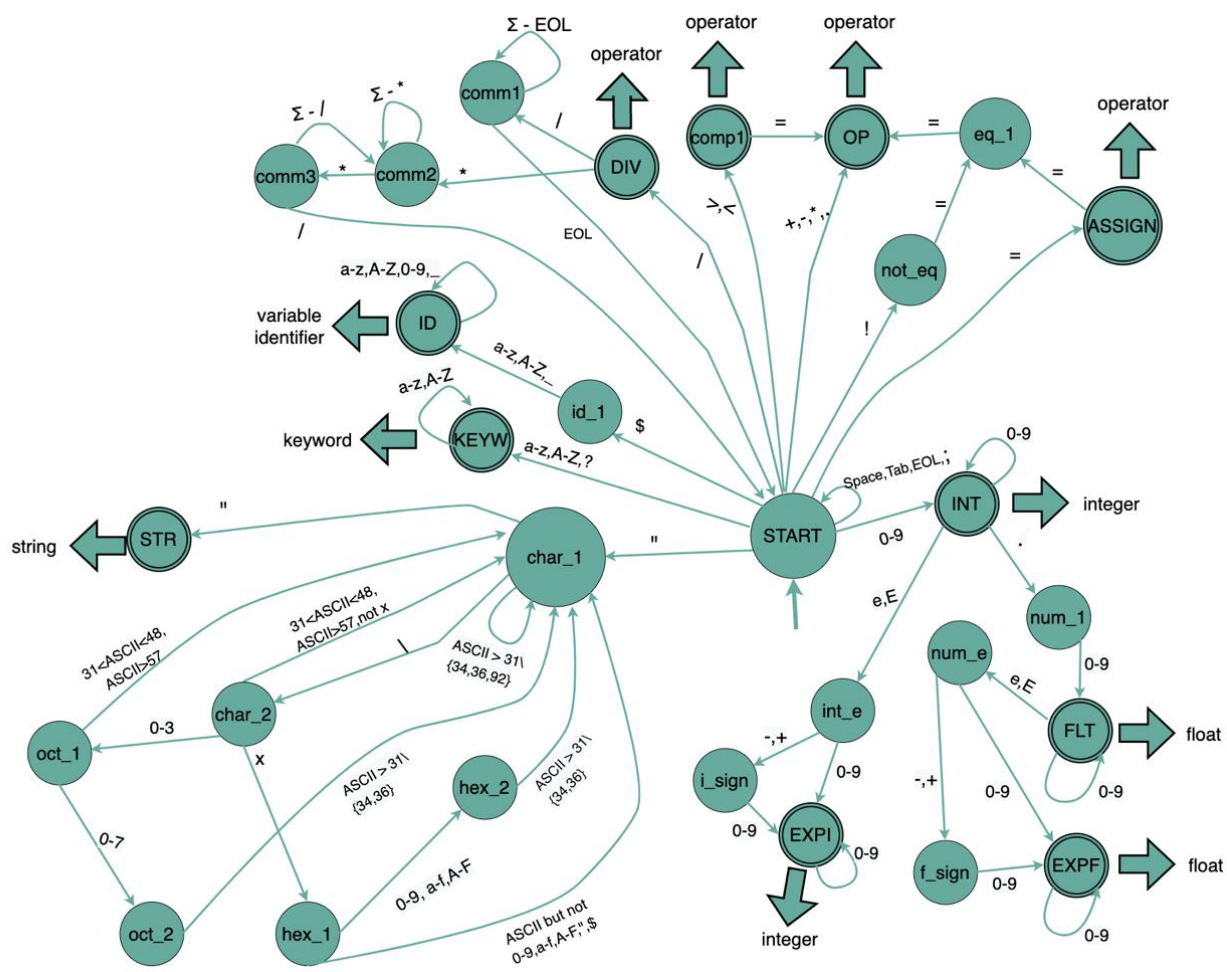 Σ - EOL
operator
operator
operator
operator
comm1
Σ - /
Σ - *
/
comp1
=
OP
=
eq_1
comm3
*
comm2
*
DIV
=
>,<
+,-,*,.
=
ASSIGN
/
EOL
/
not_eq
=
a-z,A-Z,0-9,_
variable
identifier
ID
!
a-z,A-Z,_
a-z,A-Z
id_1
$
keyword
KEYW
a-z,A-Z,?
0-9
Space,Tab,EOL,;
INT
integer
"
string
STR
START
0-9
"
char_1
.
31<ASCII<48,
ASCII>57,not x
31<ASCII<48,
ASCII>57
\
ASCII > 31\
{34,36,92}
e,E
num_1
num_e
0-9
e,E
char_2
0-3
oct_1
x
int_e
FLT
float
-,+
ASCII > 31\
{34,36}
ASCII > 31\
{34,36}
hex_2
i_sign
0-9
-,+
0-9
0-9
0-7
0-9
EXPI
0-9
0-9, a-f,A-F
f_sign
0-9
EXPF
float
oct_2
hex_1
ASCII but not
0-9,a-f,A-F,",$
integer
0-9